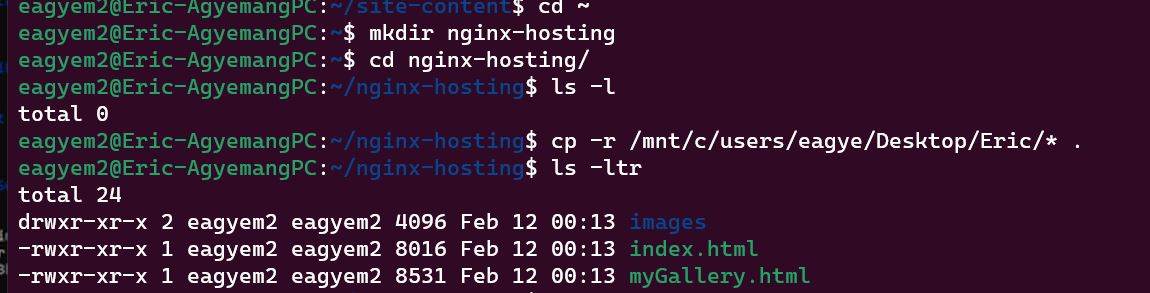 eagyem2@Eric-AgyemangPC:~/site-content$ cd ~
eagyem2@Eric-AgyemangPC:~$ mkdir nginx-hosting
eagyem2@Eric-AgyemangPC:~$ cd nginx-hosting/
eagyem2@Eric-AgyemangPC:~/nginx-hosting$ ls -l
total 0
eagyem2@Eric-AgyemangPC:~/nginx-hosting$ cp -r /mnt/c/users/eagye/Desktop/Eric/* .
eagyem2@Eric-AgyemangPC:~/nginx-hosting$ ls -ltr
total 24
drwxr-xr-x 2 eagyem2 eagyem2 4096 Feb 12 00:13 images
-rwxr-xr-x 1 eagyem2 eagyem2 8016 Feb 12 00:13 index.html
-rwxr-xr-x 1 eagyem2 eagyem2 8531 Feb 12 00:13 myGallery.html